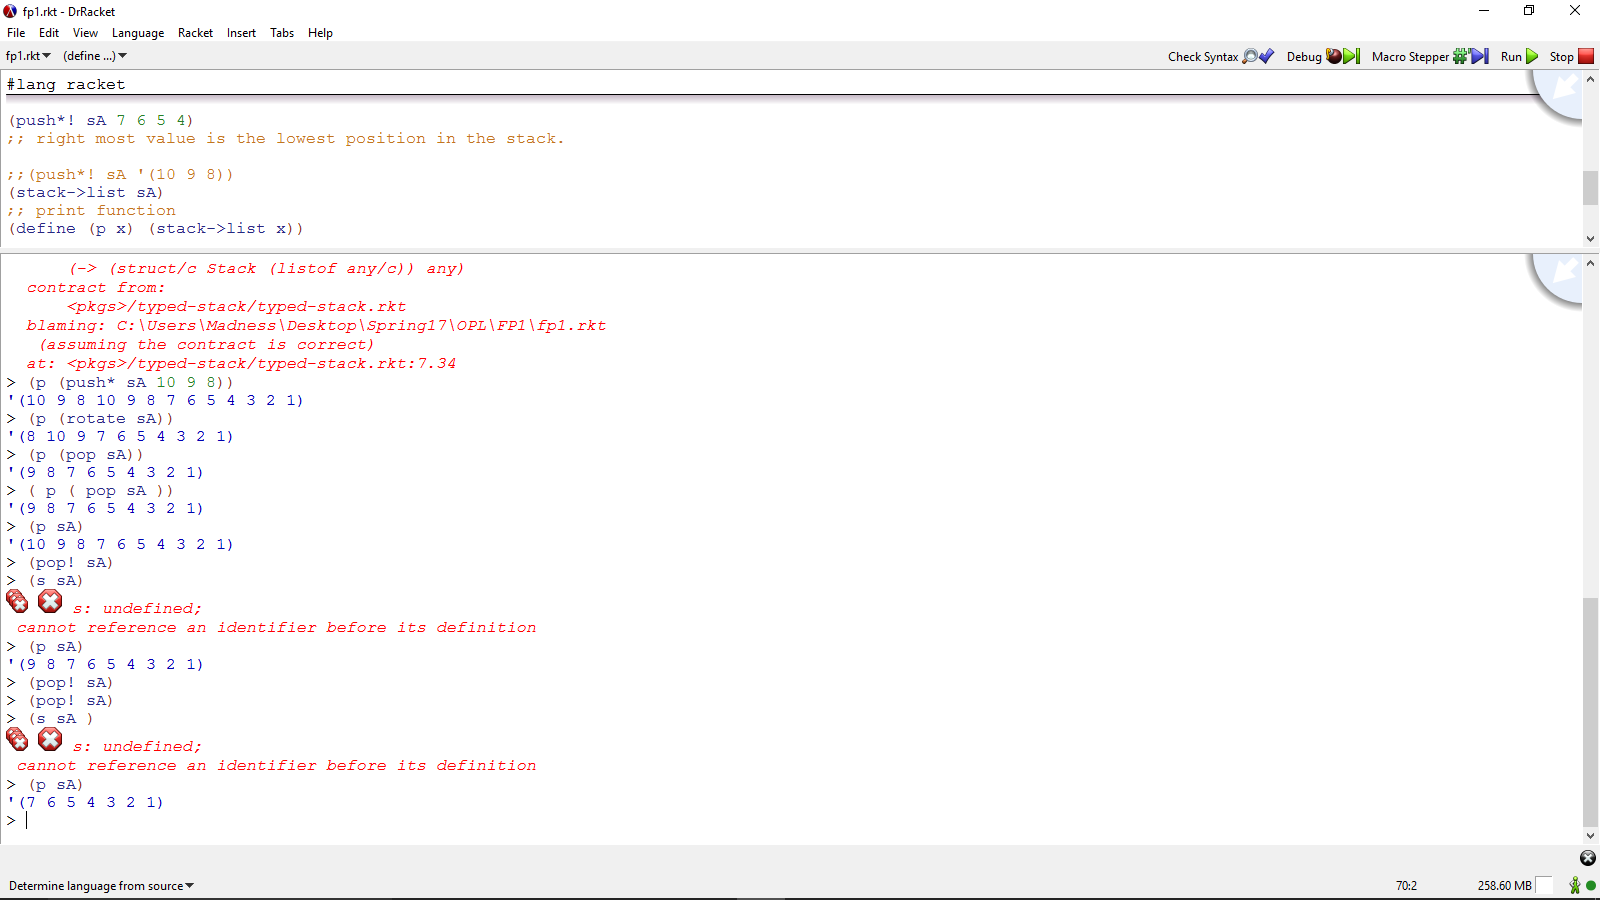 fp1.rkt - DrRacket
File Edit View Language Racket Insert Tabs Help
fp1.rkt (define ...) Check Syntax Debug Macro Stepper Run Stop
#lang racket
(push*! sA 7 6 5 4)
;; right most value is the lowest position in the stack.
;;(push*! sA '(10 9 8))
(stack->list sA)
;; print function
(define (p x) (stack->list x))
(-> (struct/c Stack (listof any/c)) any)
contract from:
<pkgs>/typed-stack/typed-stack.rkt
blaming: C:\Users\Madness\Desktop\Spring17\OPL\FP1\fp1.rkt
(assuming the contract is correct)
at: <pkgs>/typed-stack/typed-stack.rkt:7.34
> (p (push* sA 10 9 8))
'(10 9 8 10 9 8 7 6 5 4 3 2 1)
> (p (rotate sA))
'(8 10 9 7 6 5 4 3 2 1)
> (p (pop sA))
'(9 8 7 6 5 4 3 2 1)
> ( p ( pop sA ))
'(9 8 7 6 5 4 3 2 1)
> (p sA)
'(10 9 8 7 6 5 4 3 2 1)
> (pop! sA)
> (s sA)
s: undefined;
cannot reference an identifier before its definition
> (p sA)
'(9 8 7 6 5 4 3 2 1)
> (pop! sA)
> (pop! sA)
> (s sA )
s: undefined;
cannot reference an identifier before its definition
> (p sA)
'(7 6 5 4 3 2 1)
>
Determine language from source 70:2 258.60 MB